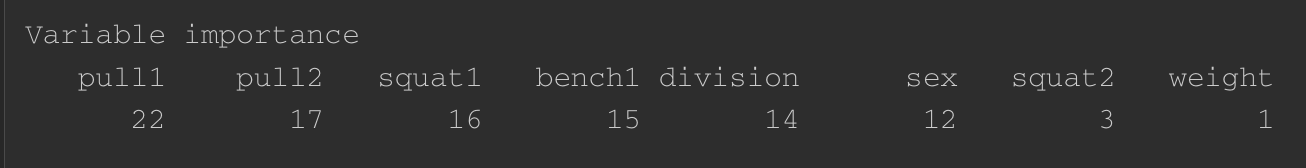 Variable importance
pull1 pull2 squat1 bench1 division sex squat2 weight
22 17 16 15 14 12 3 1